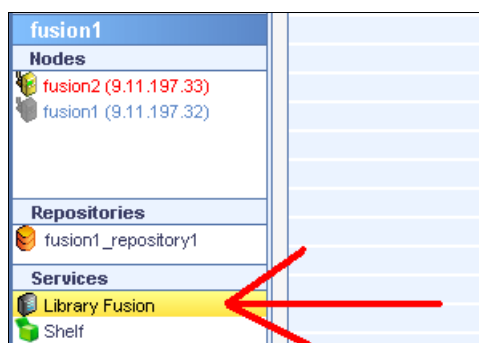 fusion1
Nodes
fusion2 (9.11.197.33)
fusion1 (9.11.197.32)
Repositories
fusion1_repository1
Services
Library Fusion
Shelf